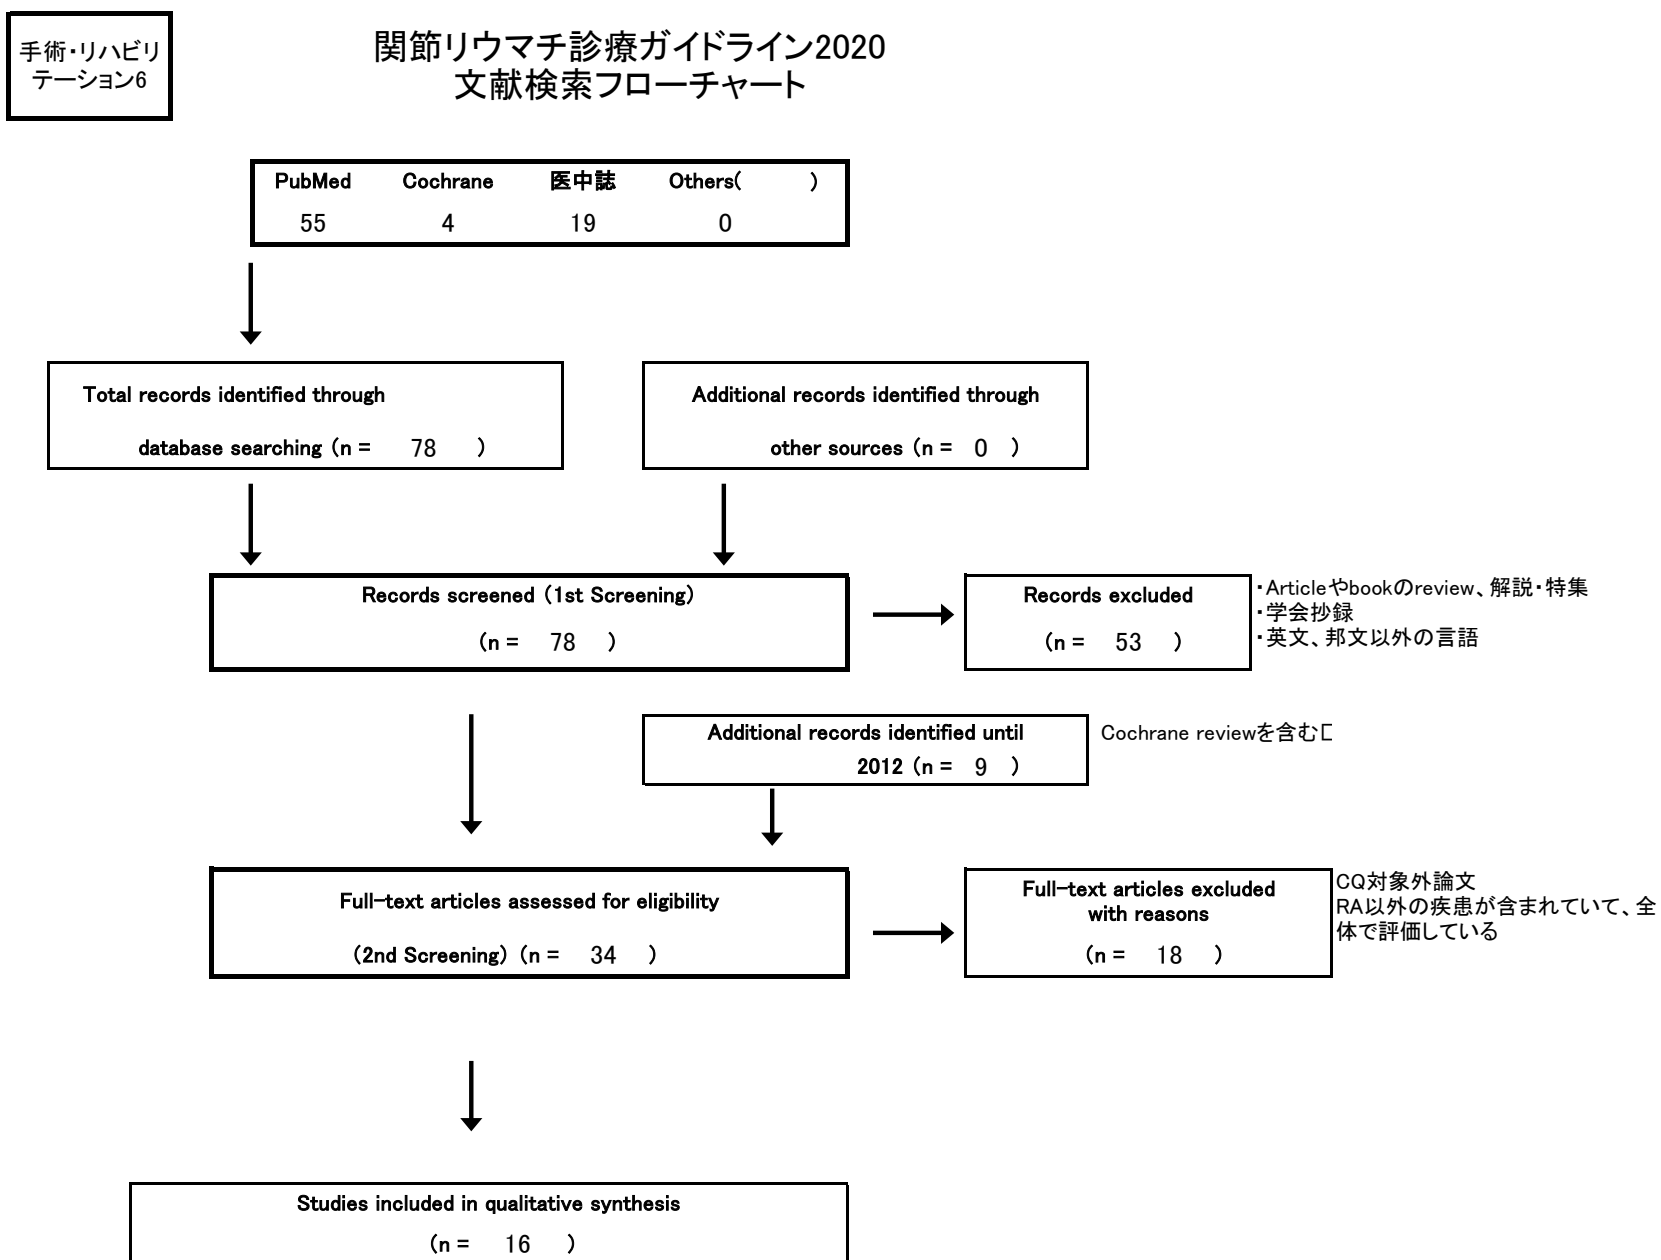 手術・リハビリ
テーション6
関節リウマチ診療ガイドライン2020
文献検索フローチャート
PubMed Cochrane 医中誌 Others( )
55 4 19 0
Total records identified through
database searching (n = 78 )
Additional records identified through
other sources (n = 0 )
Records screened (1st Screening)
(n = 78 )
Records excluded
(n = 53 )
・Articleやbookのreview、解説・特集
・学会抄録
・英文、邦文以外の言語
Additional records identified until
2012 (n = 9 )
Cochrane reviewを含む
Full-text articles assessed for eligibility
(2nd Screening) (n = 34 )
Full-text articles excluded
with reasons
(n = 18 )
CQ対象外論文
RA以外の疾患が含まれていて、全
体で評価している
Studies included in qualitative synthesis
(n = 16 )